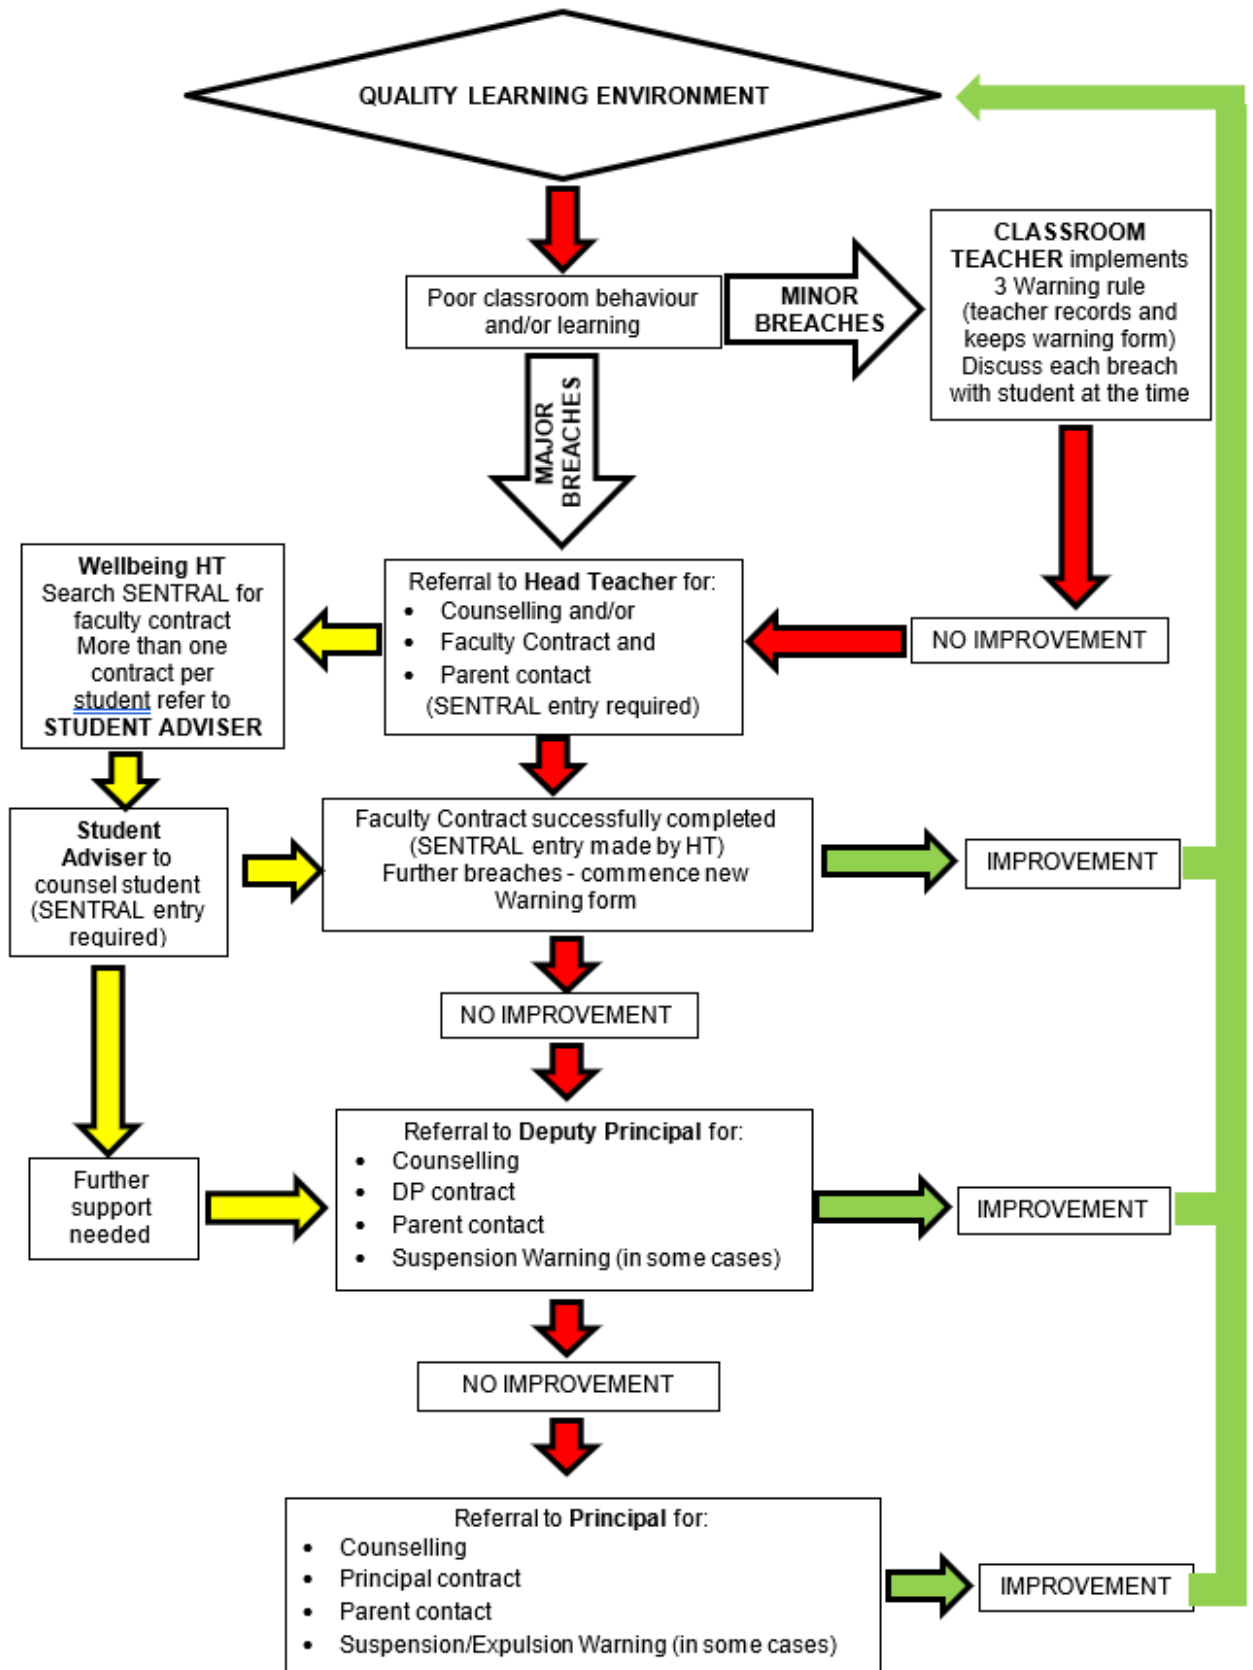 QUALITY LEARNING ENVIRONMENT
Poor classroom behaviour
and/or learning
MINOR
BREACHES
CLASSROOM
TEACHER implements
3 Warning rule
(teacher records and
keeps warning form)
Discuss each breach
with student at the time
MAJOR
BREACHES
Wellbeing HT
Search SENTRAL for
faculty contract
More than one
contract per
student refer to
STUDENT ADVISER
Referral to Head Teacher for:
• Counselling and/or
• Faculty Contract and
• Parent contact
(SENTRAL entry required)
NO IMPROVEMENT
Student
Adviser to
counsel student
(SENTRAL entry
required)
Faculty Contract successfully completed
(SENTRAL entry made by HT)
Further breaches - commence new
Warning form
IMPROVEMENT
NO IMPROVEMENT
Further
support
needed
Referral to Deputy Principal for:
• Counselling
• DP contract
• Parent contact
• Suspension Warning (in some cases)
IMPROVEMENT
NO IMPROVEMENT
Referral to Principal for:
• Counselling
• Principal contract
• Parent contact
• Suspension/Expulsion Warning (in some cases)
IMPROVEMENT